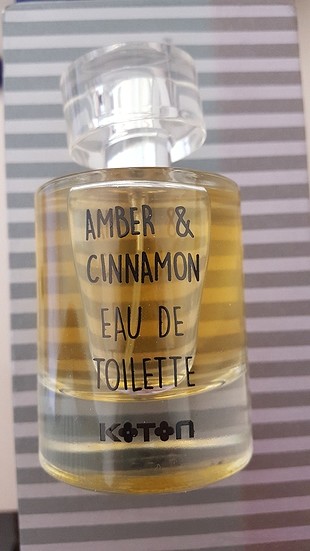 AMBER &
CINNAMON
EAU DE
TOILETTE
KOTON